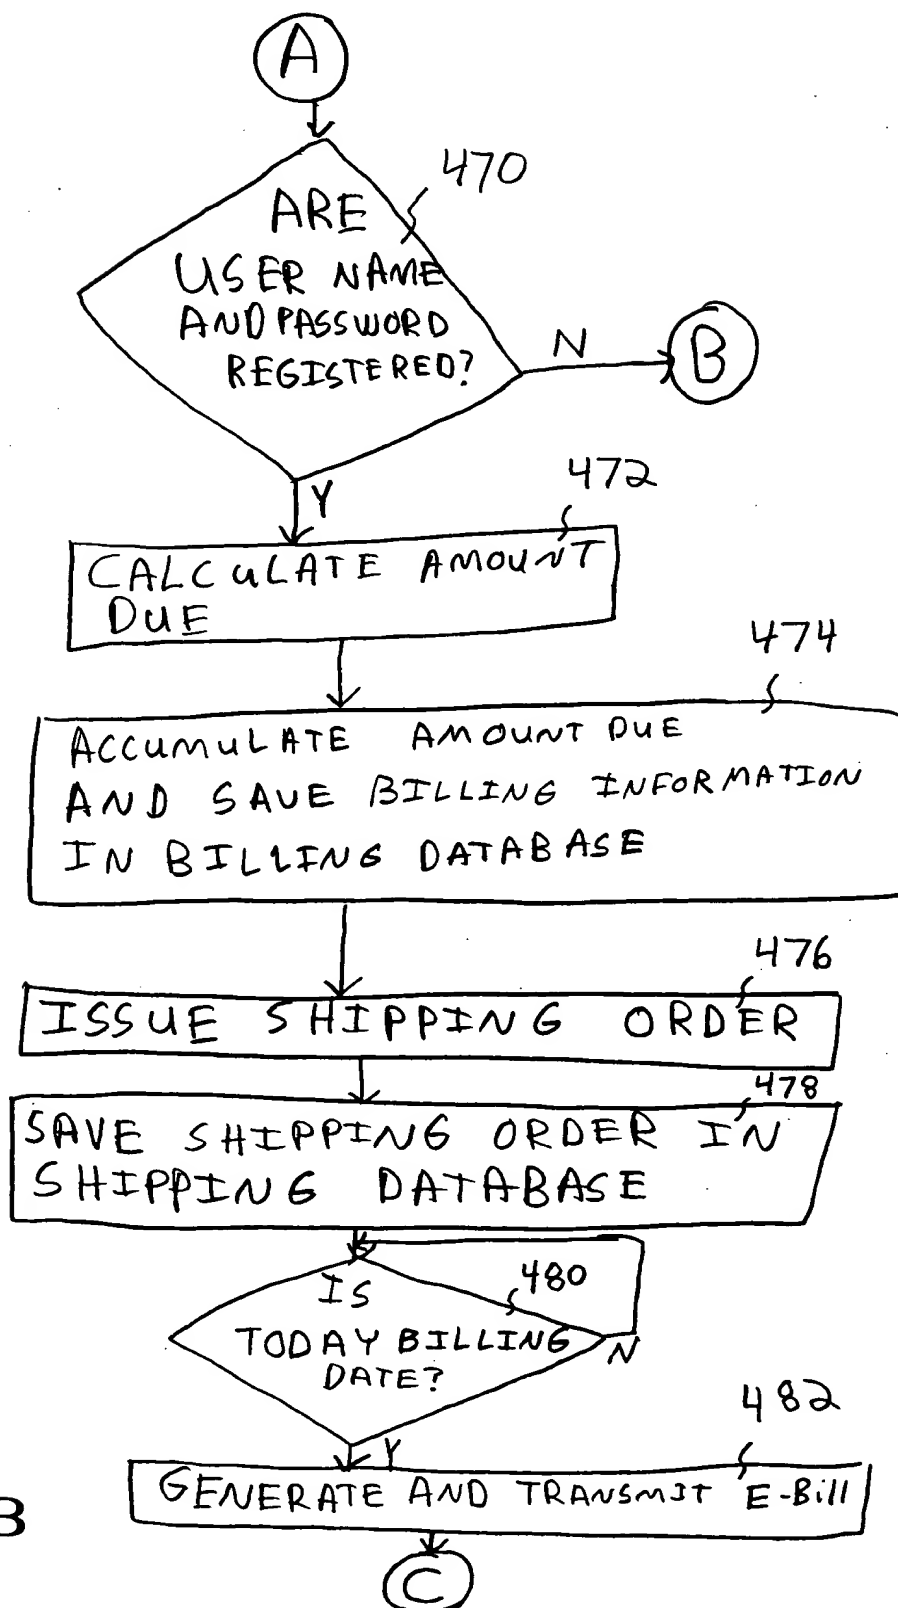 A
470
ARE
USER NAME
AND PASSWORD
REGISTERED?
N
B
Y
472
CALCULATE AMOUNT
DUE
474
ACCUMULATE AMOUNT DUE
AND SAVE BILLING INFORMATION
IN BILLING DATABASE
476
ISSUE SHIPPING ORDER
478
SAVE SHIPPING ORDER IN
SHIPPING DATABASE
480
IS
TODAY BILLING
DATE?
N
482
Y
GENERATE AND TRANSMIT E-Bill
C